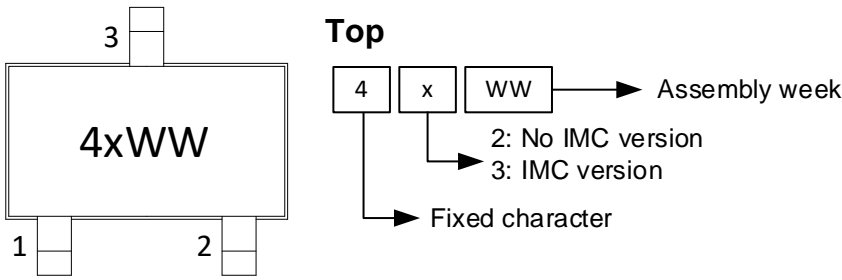 3
4xWW
1
2
Top
4 x WW Assembly week
2: No IMC version
3: IMC version
Fixed character